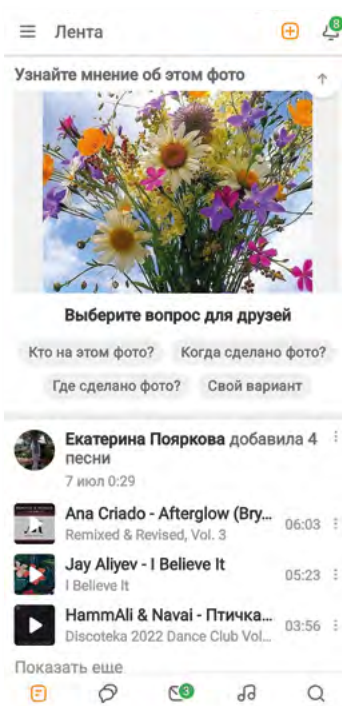 Лента
8
Узнайте мнение об этом фото
Выберите вопрос для друзей
Кто на этом фото? Когда сделано фото?
Где сделано фото? Свой вариант
Екатерина Пояркова добавила 4
песни
7 июл 0:29
Ana Criado - Afterglow (Bry... 06:03
Remixed & Revised, Vol. 3
Jay Aliyev - I Believe It 05:23
I Believe It
HammAli & Navai - Птичка... 03:56
Discoteka 2022 Dance Club Vol...
Показать еще
3